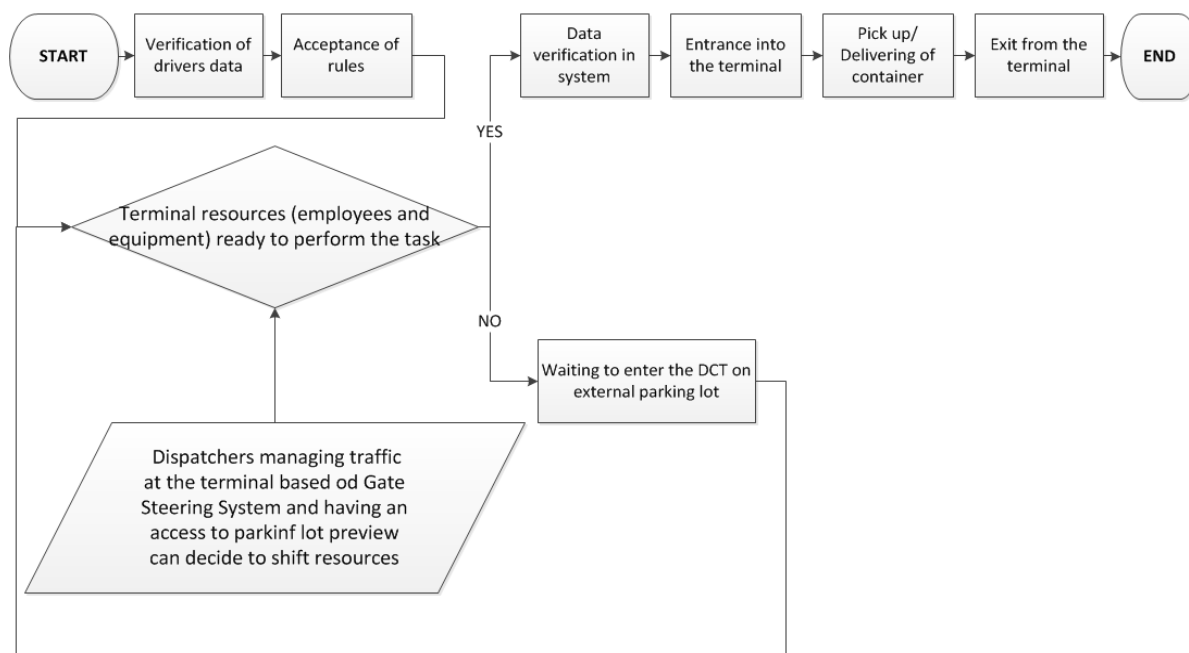 START
Verification of
drivers data
Acceptance of
rules
Data
verification in
system
Entrance into
the terminal
Pick up/
Delivering of
container
Exit from the
terminal
END
YES
Terminal resources (employees and
equipment) ready to perform the task
NO
Waiting to enter the DCT on
external parking lot
Dispatchers managing traffic
at the terminal based od Gate
Steering System and having an
access to parkinf lot preview
can decide to shift resources